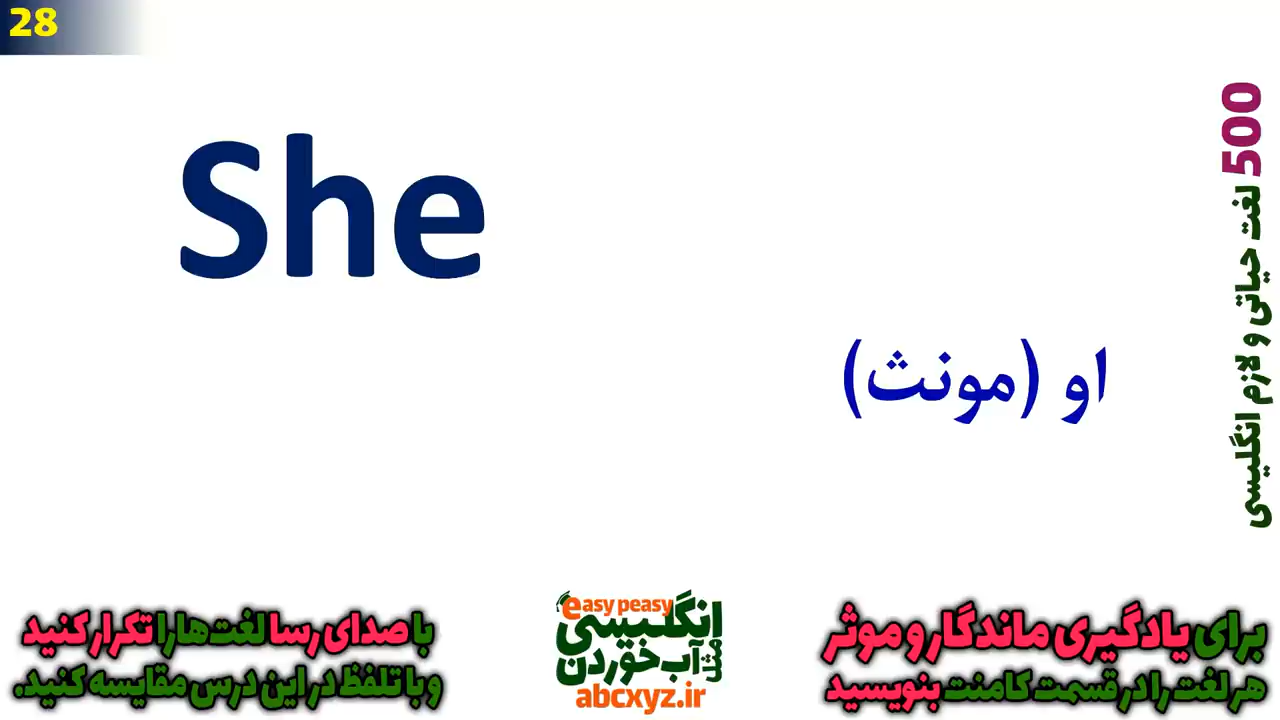 28
She
او (مونث)
500 لغت حیاتی و لازم انگلیسی
برای یادگیری ماندگار و موثر
هر لغت را در قسمت کامنت بنویسید
easy peasy
انگلیسی
مثل آب خوردن
abcxyz.ir
با صدای رسا لغت‌ها را تکرار کنید
و با تلفظ در این درس مقایسه کنید.